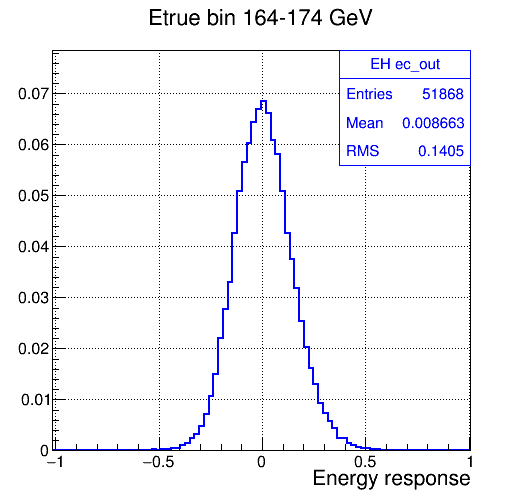 Etrue bin 164-174 GeV
EH ec_out
Entries 51868
Mean 0.008663
RMS 0.1405
0.07
0.06
0.05
0.04
0.03
0.02
0.01
0
−1 −0.5 0 0.5 1
Energy response